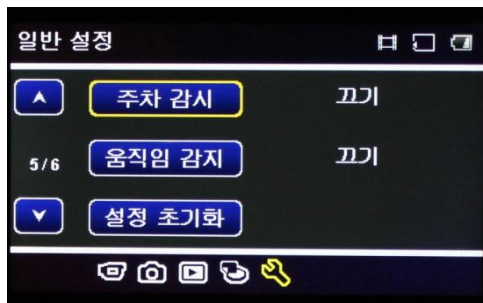 일반 설정
주차 감시 끄기
5/6
움직임 감지 끄기
설정 초기화